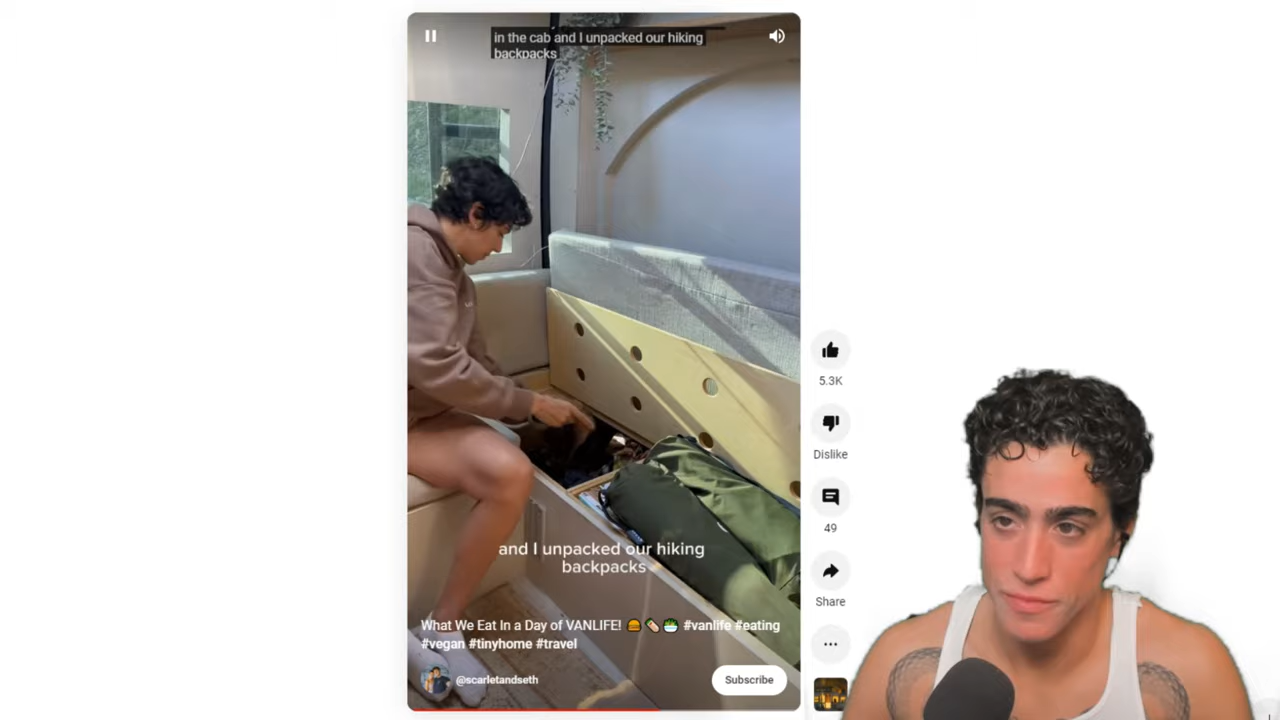 in the cab and I unpacked our hiking
backpacks
and I unpacked our hiking
backpacks
What We Eat In a Day of VANLIFE! 🍔 🌯 🥗 #vanlife #eating
#vegan #tinyhome #travel
@scarletandseth
Subscribe
5.3K
Dislike
49
Share